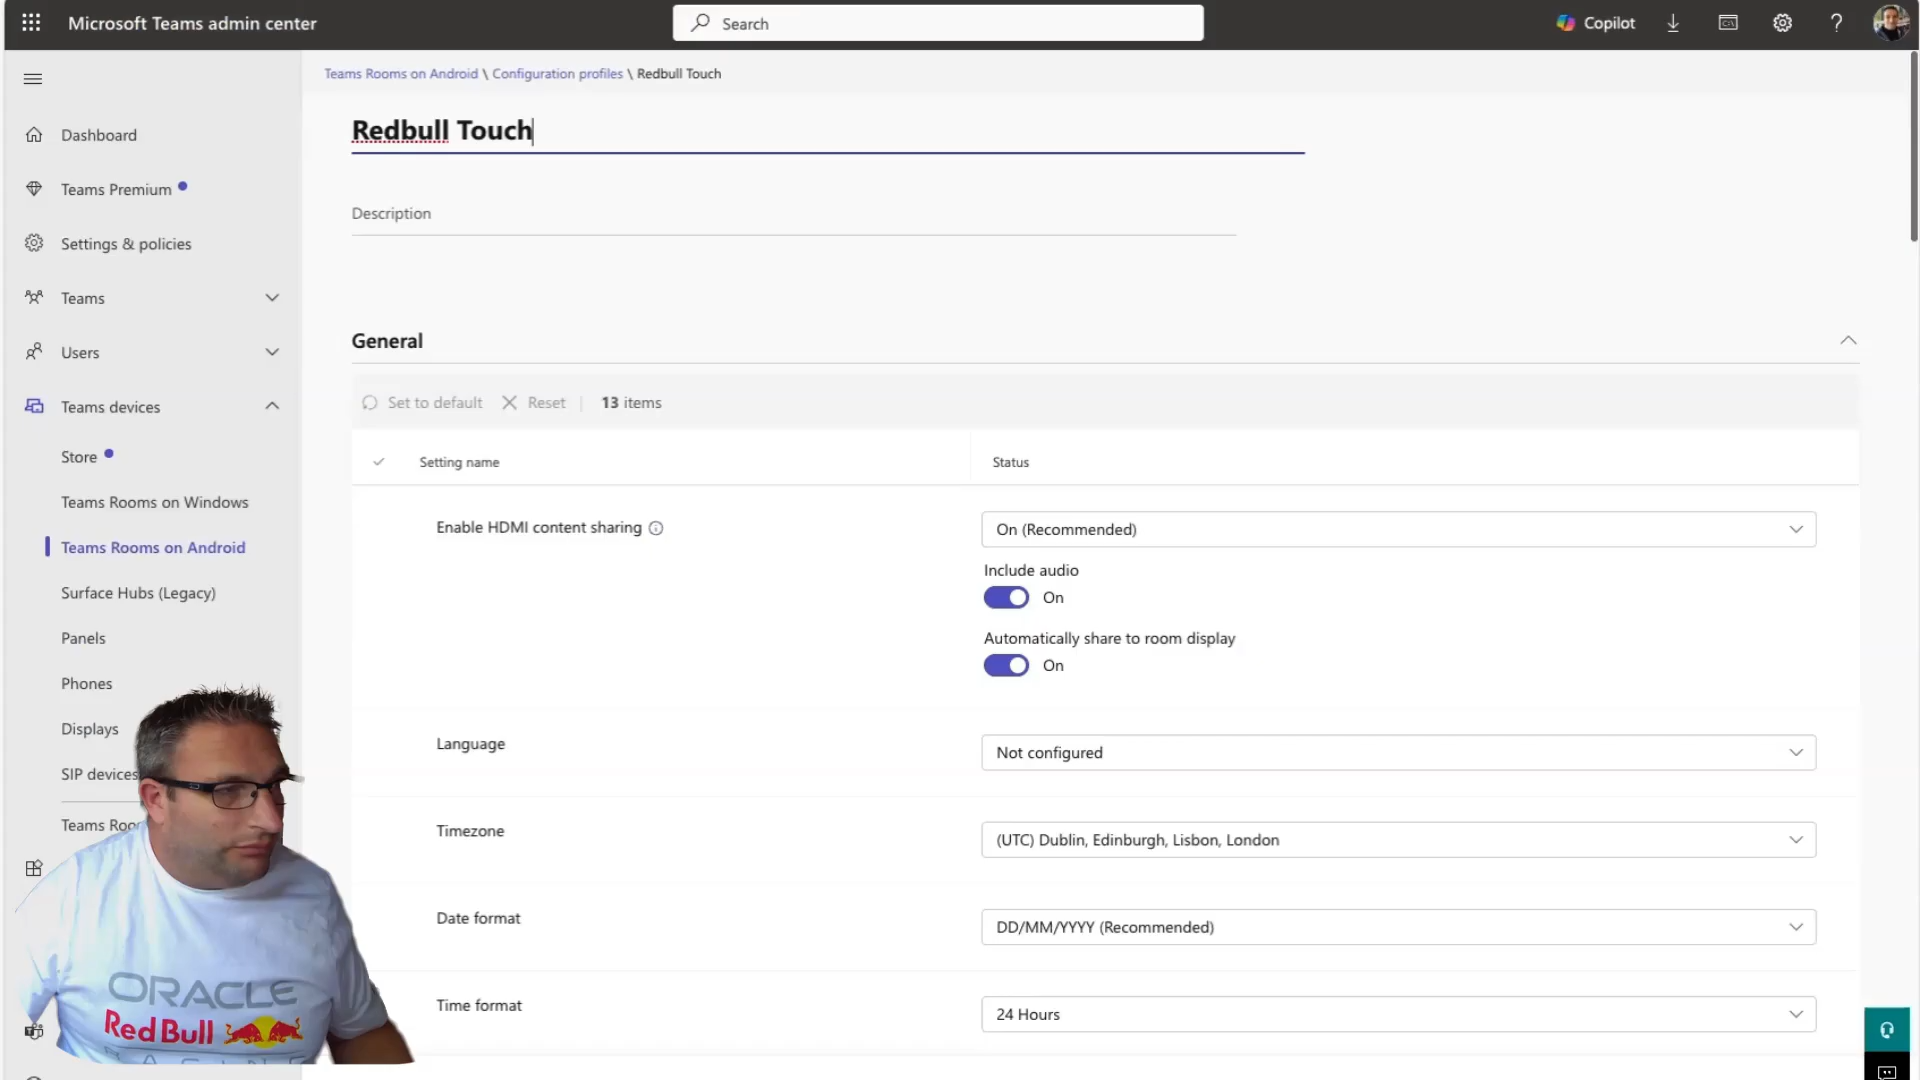 Microsoft Teams admin center
Search
Copilot
Teams Rooms on Android \ Configuration profiles \ Redbull Touch
Redbull Touch
Description
Dashboard
Teams Premium
Settings & policies
Teams
Users
Teams devices
Store
Teams Rooms on Windows
Teams Rooms on Android
Surface Hubs (Legacy)
Panels
Phones
Displays
SIP devices
Teams
General
Set to default
Reset
13 items
Setting name
Status
Enable HDMI content sharing
On (Recommended)
Include audio
On
Automatically share to room display
On
Language
Not configured
Timezone
(UTC) Dublin, Edinburgh, Lisbon, London
Date format
DD/MM/YYYY (Recommended)
Time format
24 Hours
ORACLE
Red Bull